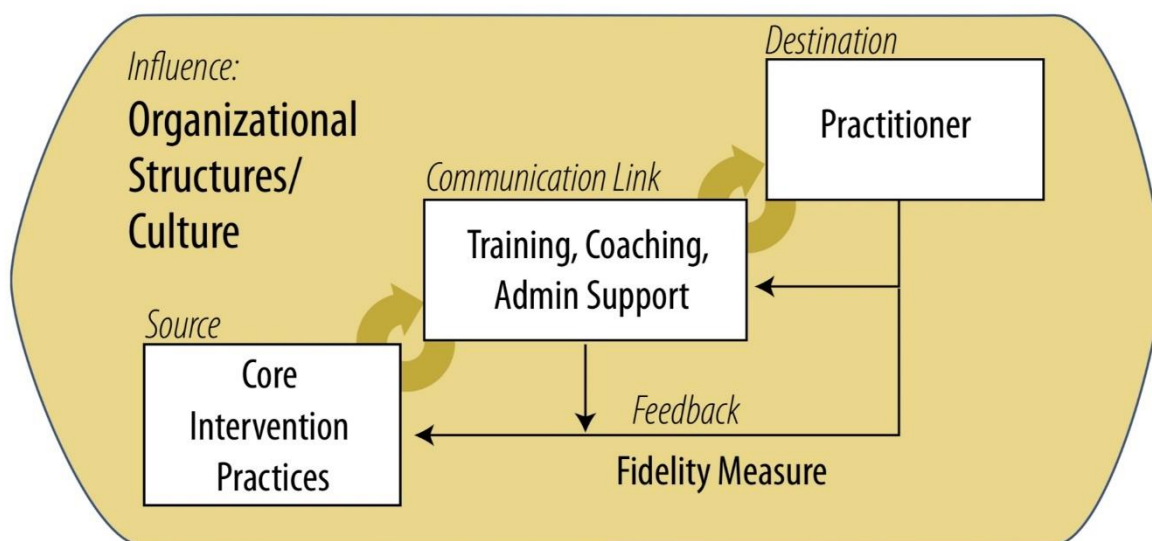 Influence:
Organizational
Structures/
Culture
Destination
Practitioner
Communication Link
Training, Coaching,
Admin Support
Source
Core
Intervention
Practices
Feedback
Fidelity Measure